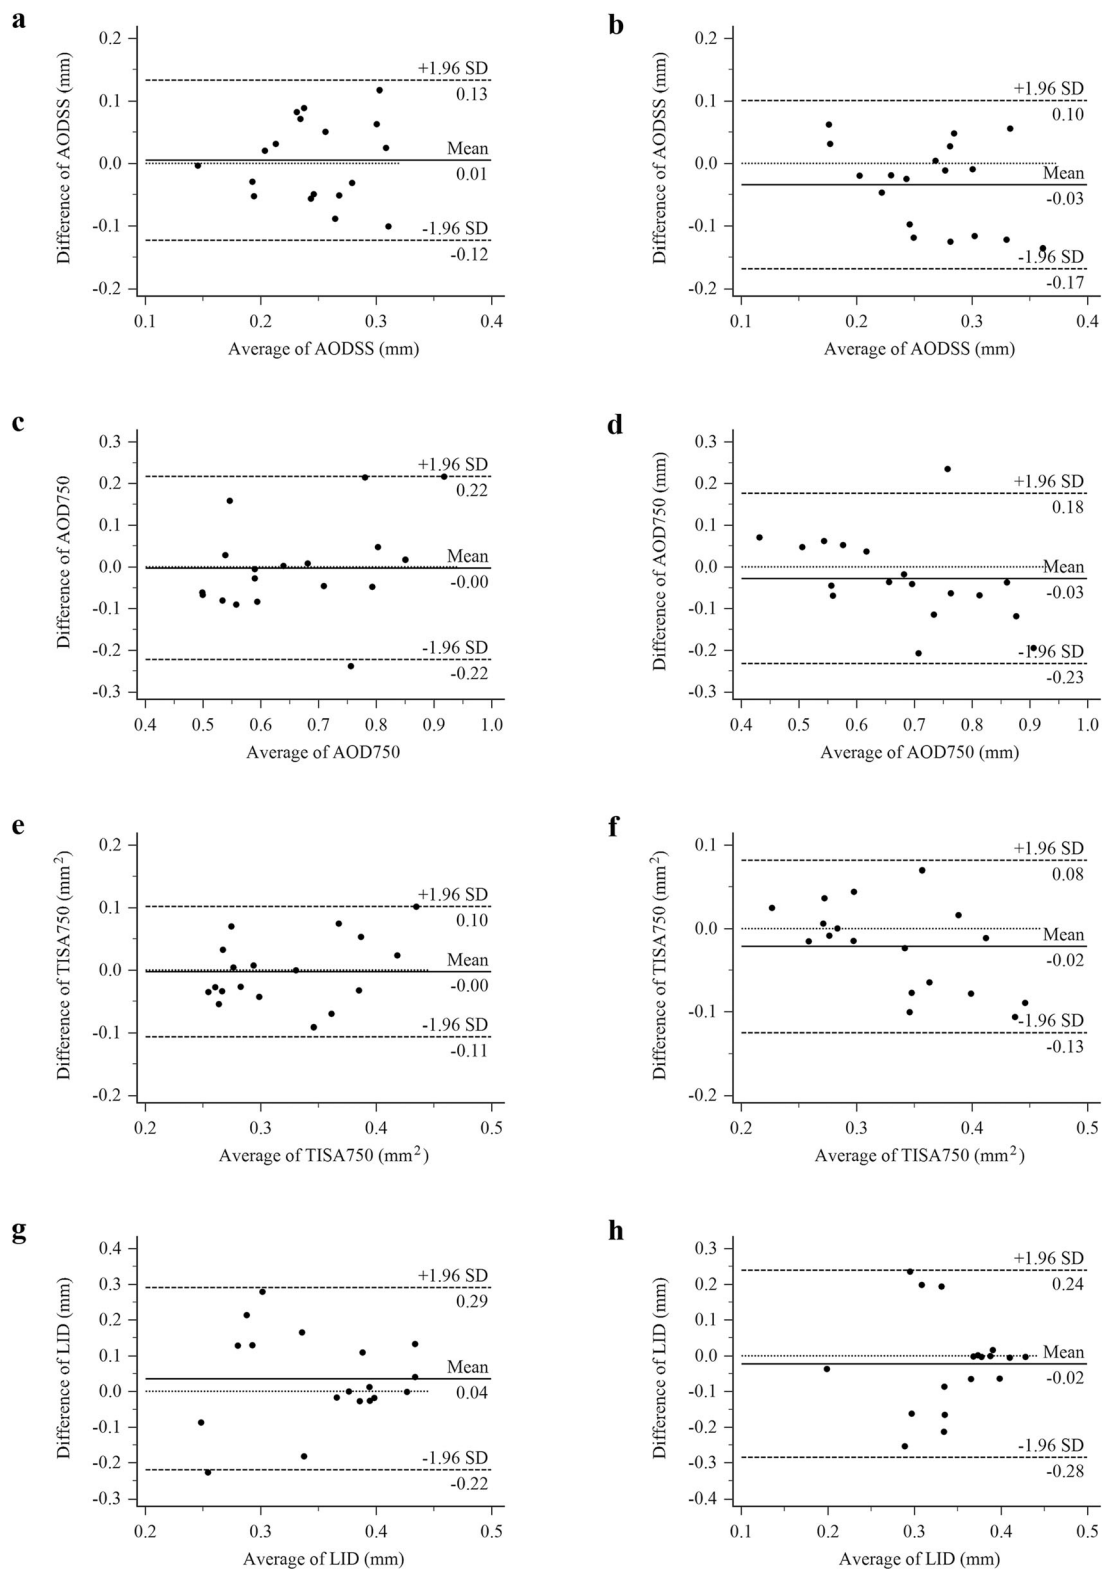 a
0.2
0.1
0.0
-0.1
-0.2
Difference of AODSS (mm)
+1.96 SD
0.13
Mean
0.01
-1.96 SD
-0.12
0.1 0.2 0.3 0.4
Average of AODSS (mm)
b
0.2
0.1
0.0
-0.1
-0.2
Difference of AODSS (mm)
+1.96 SD
0.10
Mean
-0.03
-1.96 SD
-0.17
0.1 0.2 0.3 0.4
Average of AODSS (mm)
c
0.3
0.2
0.1
0.0
-0.1
-0.2
-0.3
Difference of AOD750
+1.96 SD
0.22
Mean
-0.00
-1.96 SD
-0.22
0.4 0.5 0.6 0.7 0.8 0.9 1.0
Average of AOD750
d
0.3
0.2
0.1
0.0
-0.1
-0.2
-0.3
Difference of AOD750 (mm)
+1.96 SD
0.18
Mean
-0.03
-1.96 SD
-0.23
0.4 0.5 0.6 0.7 0.8 0.9 1.0
Average of AOD750 (mm)
e
0.2
0.1
0.0
-0.1
-0.2
Difference of TISA750 (mm²)
+1.96 SD
0.10
Mean
-0.00
-1.96 SD
-0.11
0.2 0.3 0.4 0.5
Average of TISA750 (mm²)
f
0.1
0.0
-0.1
-0.2
Difference of TISA750 (mm²)
+1.96 SD
0.08
Mean
-0.02
-1.96 SD
-0.13
0.2 0.3 0.4 0.5
Average of TISA750 (mm²)
g
0.4
0.3
0.2
0.1
0.0
-0.1
-0.2
-0.3
Difference of LID (mm)
+1.96 SD
0.29
Mean
0.04
-1.96 SD
-0.22
0.2 0.3 0.4 0.5
Average of LID (mm)
h
0.3
0.2
0.1
0.0
-0.1
-0.2
-0.3
-0.4
Difference of LID (mm)
+1.96 SD
0.24
Mean
-0.02
-1.96 SD
-0.28
0.1 0.2 0.3 0.4 0.5
Average of LID (mm)